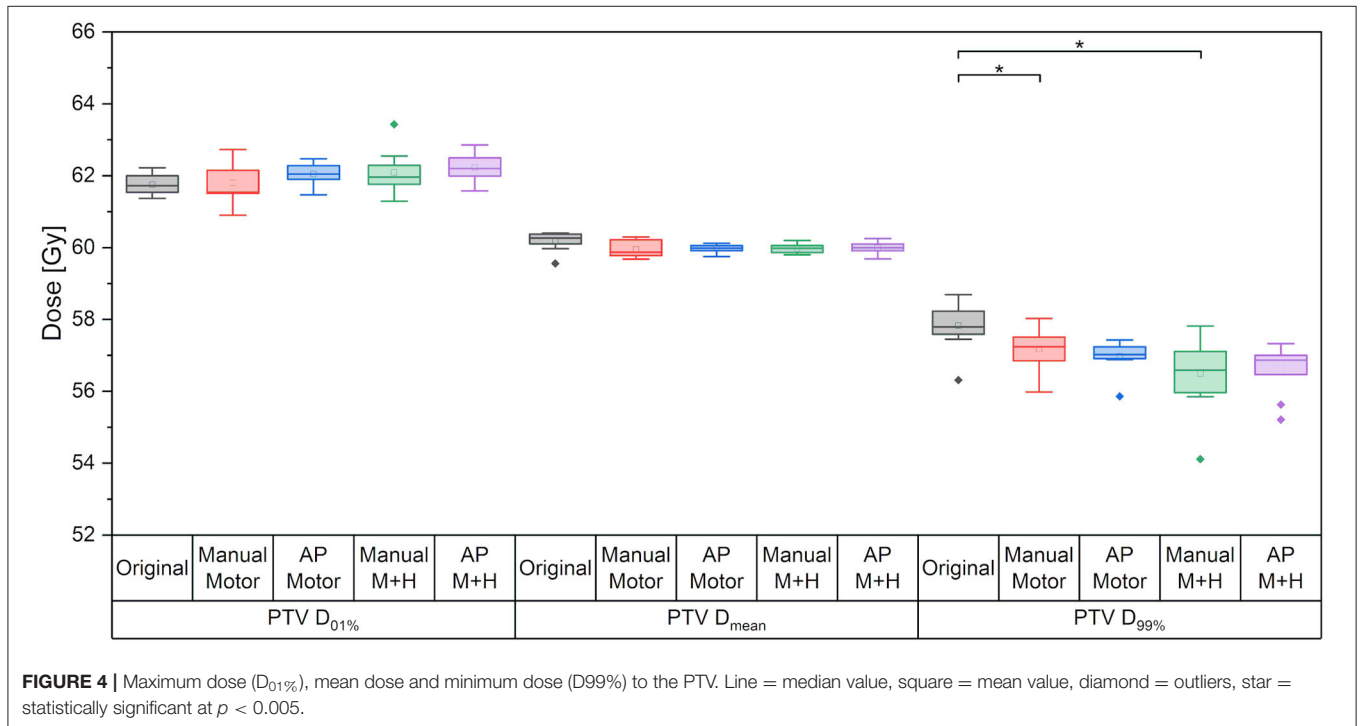 66
64
62
60
58
56
54
52
Dose [Gy]
*
*
Original Manual Motor AP Motor Manual M+H AP M+H Original Manual Motor AP Motor Manual M+H AP M+H Original Manual Motor AP Motor Manual M+H AP M+H
PTV D01% PTV Dmean PTV D99%
FIGURE 4 | Maximum dose (D01%), mean dose and minimum dose (D99%) to the PTV. Line = median value, square = mean value, diamond = outliers, star =
statistically significant at p < 0.005.